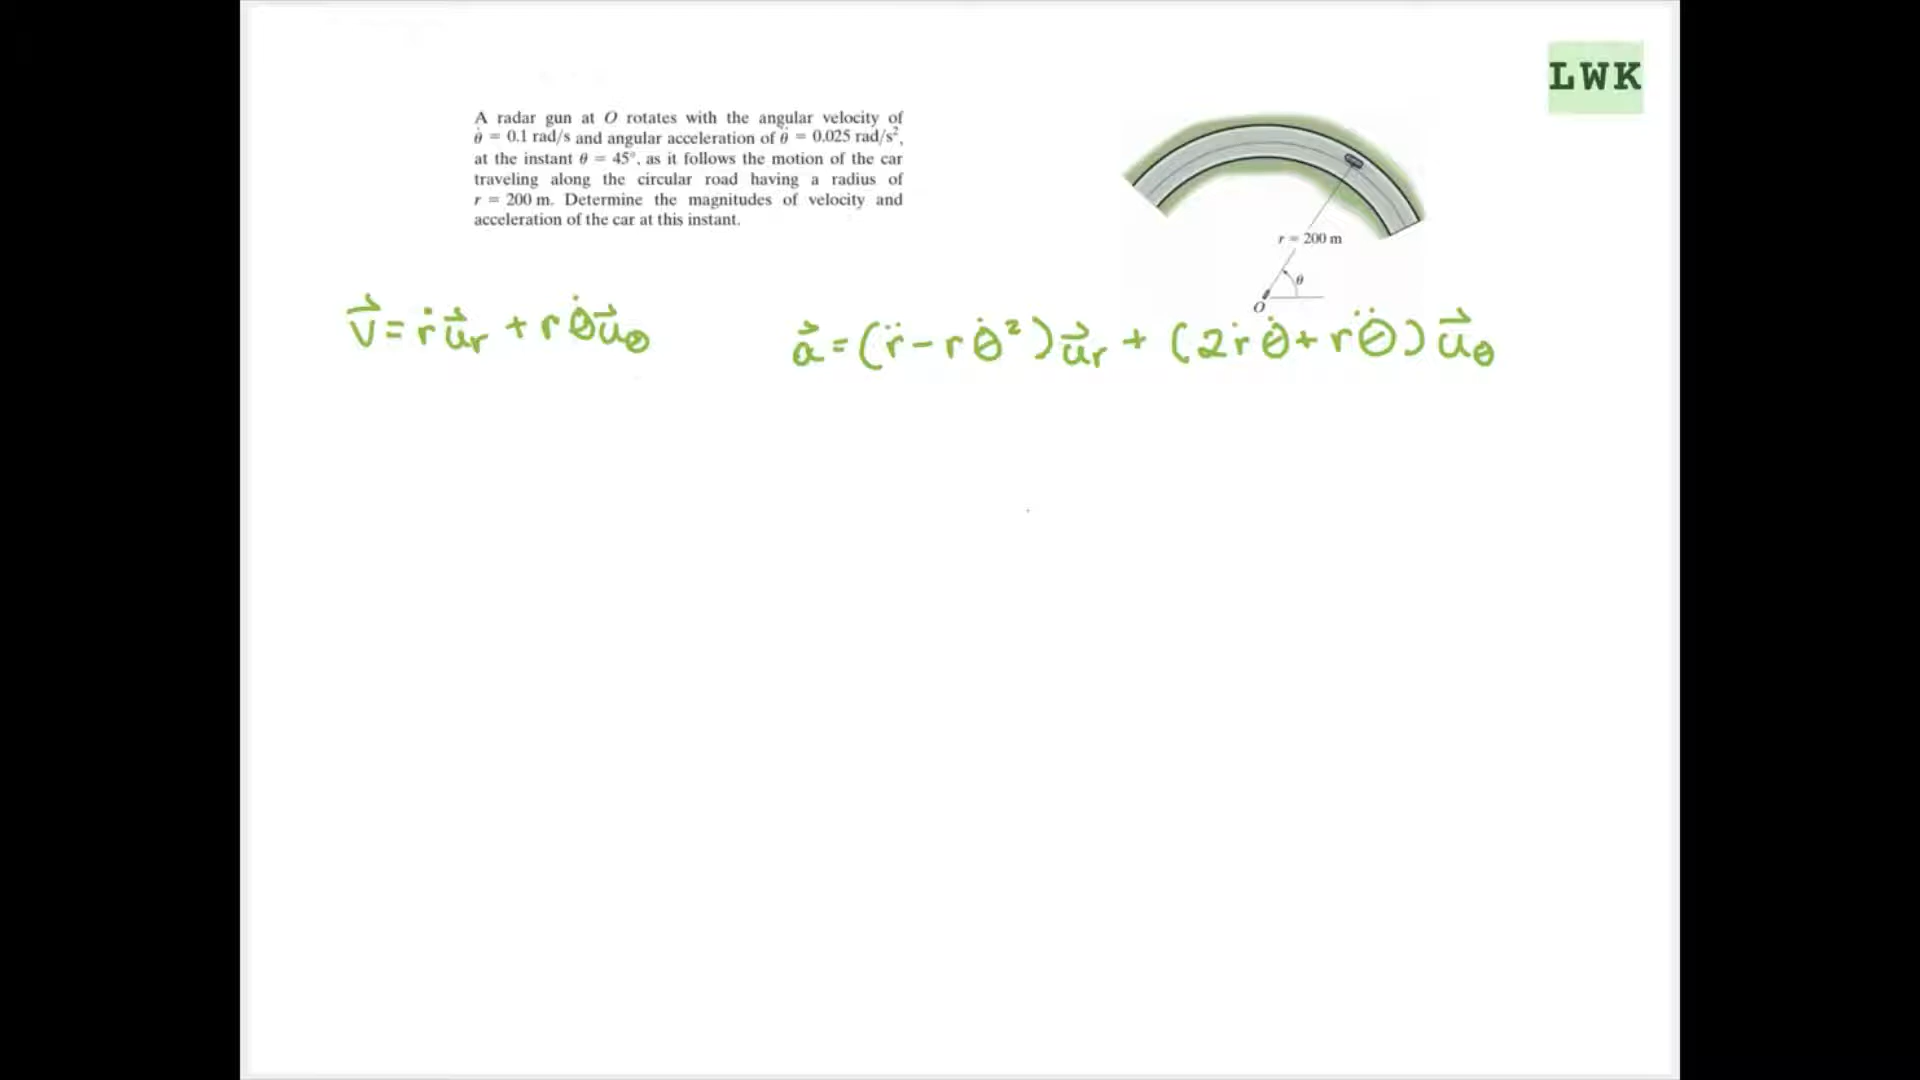 LWK
A radar gun at O rotates with the angular velocity of
θ̇ = 0.1 rad/s and angular acceleration of θ̈ = 0.025 rad/s²,
at the instant θ = 45°, as it follows the motion of the car
traveling along the circular road having a radius of
r = 200 m. Determine the magnitudes of velocity and
acceleration of the car at this instant.
r = 200 m
θ
O
v⃗ = ṙu⃗ᵣ + rθ̇u⃗_θ
a⃗ = (r̈ - rθ̇²)u⃗ᵣ + (2ṙθ̇ + rθ̈)u⃗_θ